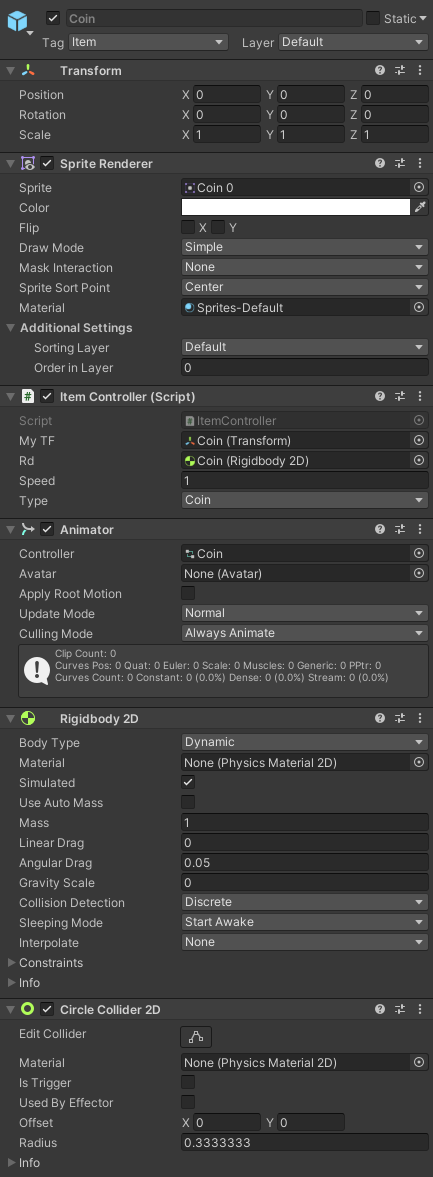 Coin Static
Tag Item Layer Default
Transform
Position X 0 Y 0 Z 0
Rotation X 0 Y 0 Z 0
Scale X 1 Y 1 Z 1
Sprite Renderer
Sprite Coin 0
Color
Flip X Y
Draw Mode Simple
Mask Interaction None
Sprite Sort Point Center
Material Sprites-Default
Additional Settings
Sorting Layer Default
Order in Layer 0
# Item Controller (Script)
Script ItemController
My TF Coin (Transform)
Rd Coin (Rigidbody 2D)
Speed 1
Type Coin
Animator
Controller Coin
Avatar None (Avatar)
Apply Root Motion
Update Mode Normal
Culling Mode Always Animate
Clip Count: 0
Curves Pos: 0 Quat: 0 Euler: 0 Scale: 0 Muscles: 0 Generic: 0 PPtr: 0
Curves Count: 0 Constant: 0 (0.0%) Dense: 0 (0.0%) Stream: 0 (0.0%)
Rigidbody 2D
Body Type Dynamic
Material None (Physics Material 2D)
Simulated
Use Auto Mass
Mass 1
Linear Drag 0
Angular Drag 0.05
Gravity Scale 0
Collision Detection Discrete
Sleeping Mode Start Awake
Interpolate None
Constraints
Info
Circle Collider 2D
Edit Collider
Material None (Physics Material 2D)
Is Trigger
Used By Effector
Offset X 0 Y 0
Radius 0.3333333
Info